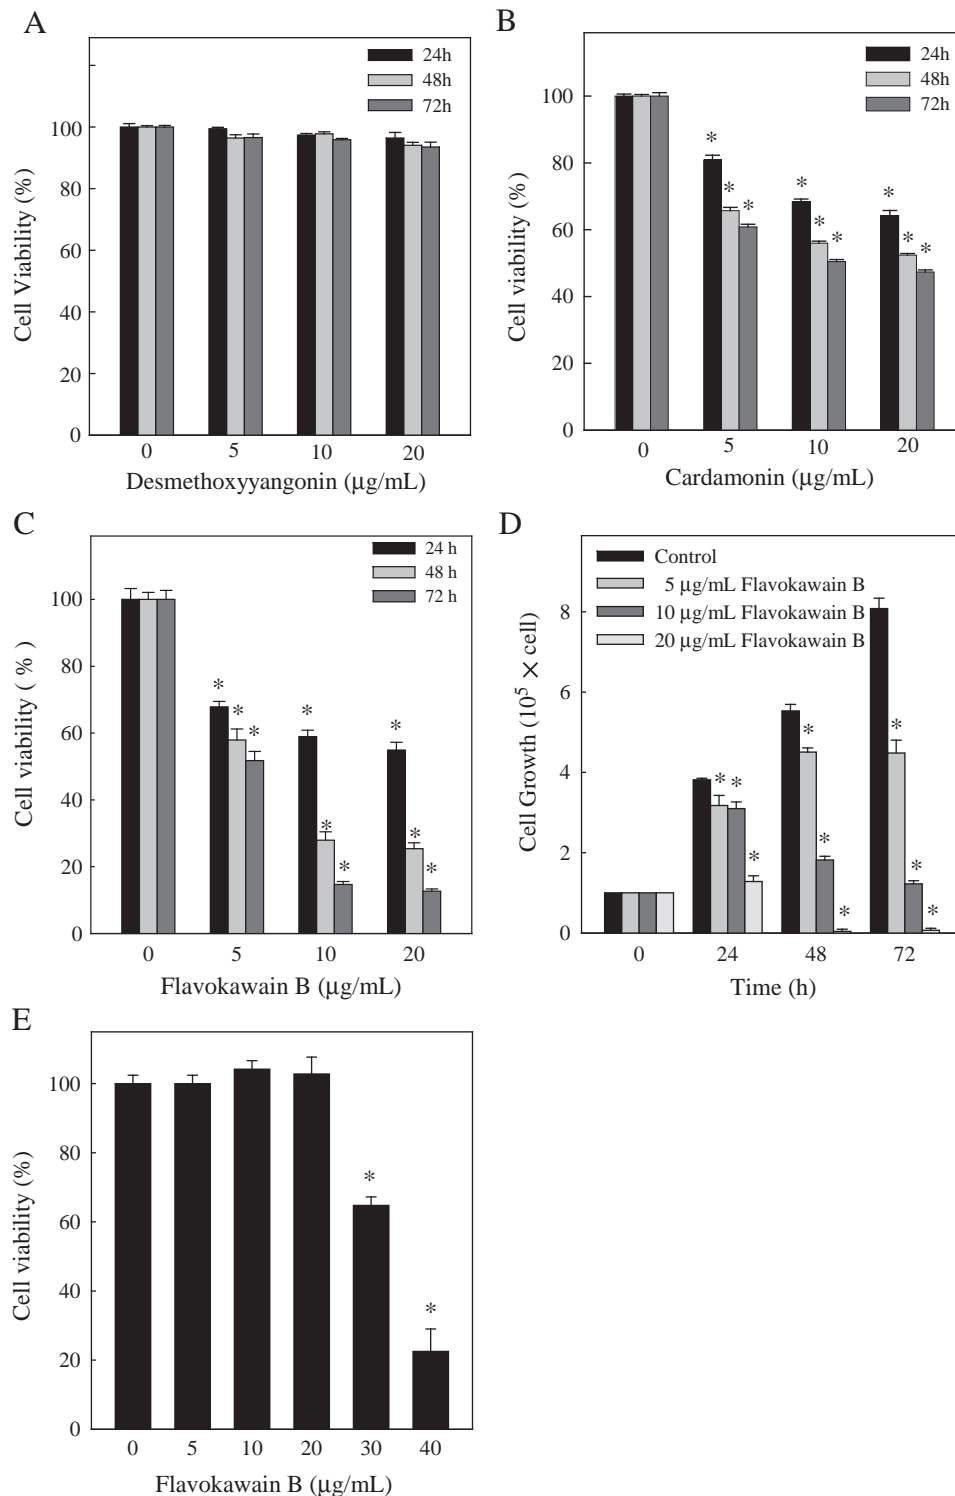 A
24h
48h
72h
100
80
60
40
20
0
Cell Viability (%)
0 5 10 20
Desmethoxyyangonin (μg/mL)
B
24h
48h
72h
100
80
60
40
20
0
Cell viability (%)
* * * * * * * * *
0 5 10 20
Cardamonin (μg/mL)
C
24 h
48 h
72 h
100
80
60
40
20
0
Cell viability ( % )
* * * * * * * * *
0 5 10 20
Flavokawain B (μg/mL)
D
Control
5 μg/mL Flavokawain B
10 μg/mL Flavokawain B
20 μg/mL Flavokawain B
8
6
4
2
0
Cell Growth (10⁵ × cell)
* * * * * * * * *
0 24 48 72
Time (h)
E
100
80
60
40
20
0
Cell viability (%)
* *
0 5 10 20 30 40
Flavokawain B (μg/mL)